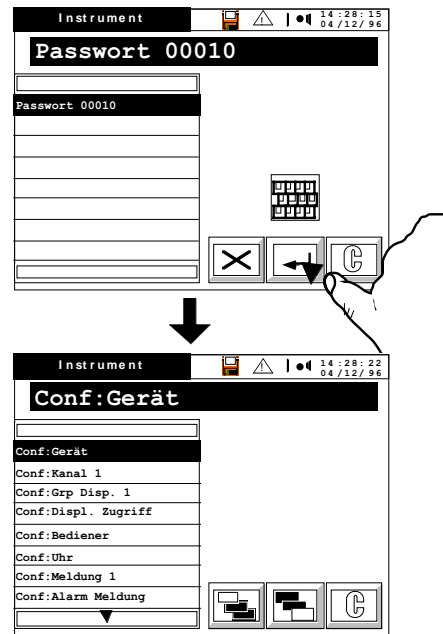 Instrument
14:28:15
04/12/96
Passwort 00010
Passwort 00010
C
Instrument
14:28:22
04/12/96
Conf:Gerät
Conf:Gerät
Conf:Kanal 1
Conf:Grp Disp. 1
Conf:Displ. Zugriff
Conf:Bediener
Conf:Uhr
Conf:Meldung 1
Conf:Alarm Meldung
C